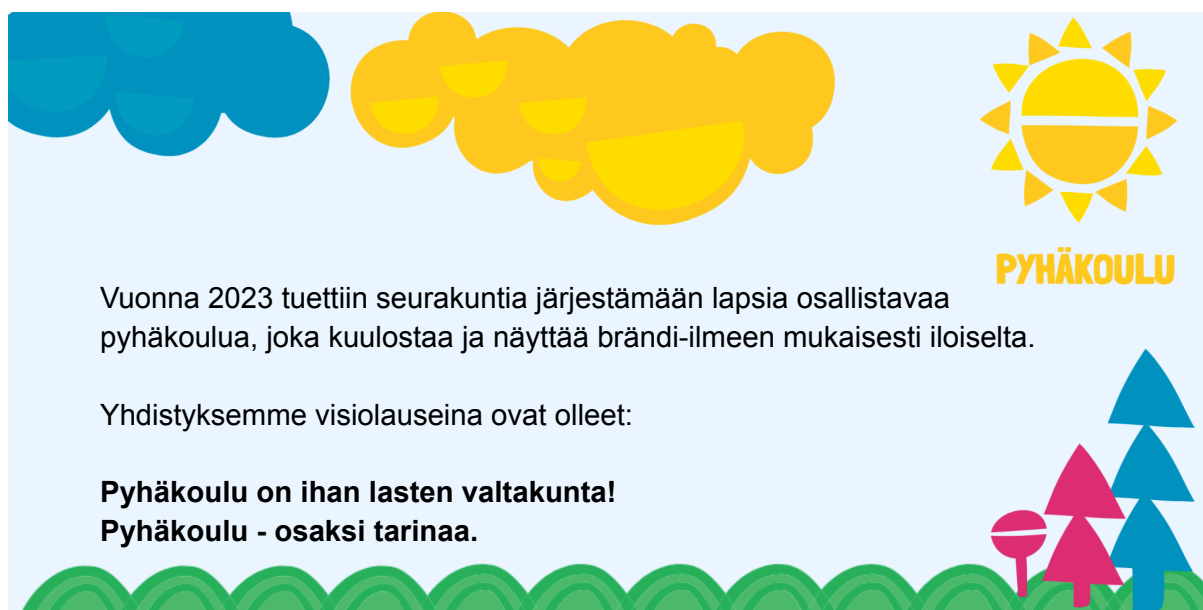 PYHÄKOULU
Vuonna 2023 tuettiin seurakuntia järjestämään lapsia osallistavaa
pyhäkoulua, joka kuulostaa ja näyttää brändi-ilmeen mukaisesti iloiselta.
Yhdistyksemme visiolauseina ovat olleet:
Pyhäkoulu on ihan lasten valtakunta!
Pyhäkoulu - osaksi tarinaa.